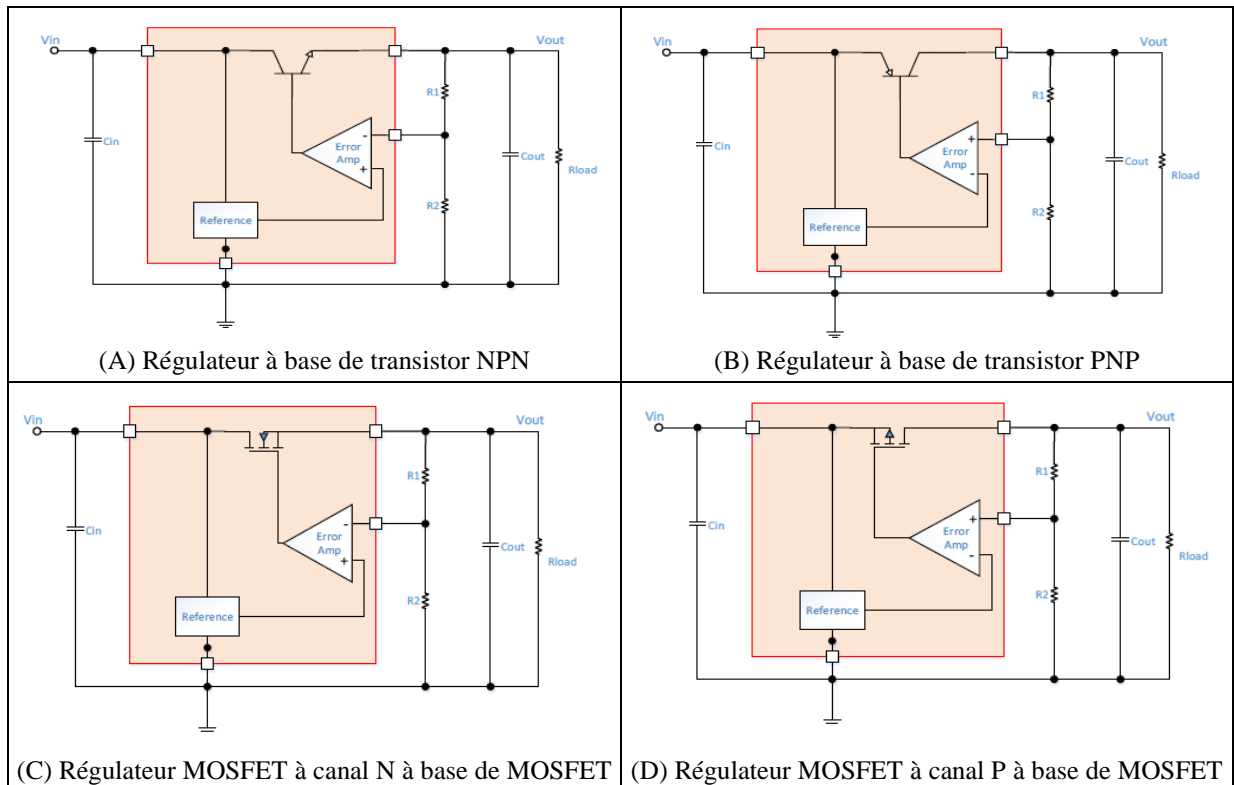 Vin
Vout
Cin
R1
-
Error
Amp
+
R2
Reference
Cout
Rload
(A) Régulateur à base de transistor NPN
Vin
Vout
Cin
R1
+
Error
Amp
-
R2
Reference
Cout
Rload
(B) Régulateur à base de transistor PNP
Vin
Vout
Cin
R1
-
Error
Amp
+
R2
Reference
Cout
Rload
(C) Régulateur MOSFET à canal N à base de MOSFET
Vin
Vout
Cin
R1
+
Error
Amp
-
R2
Reference
Cout
Rload
(D) Régulateur MOSFET à canal P à base de MOSFET